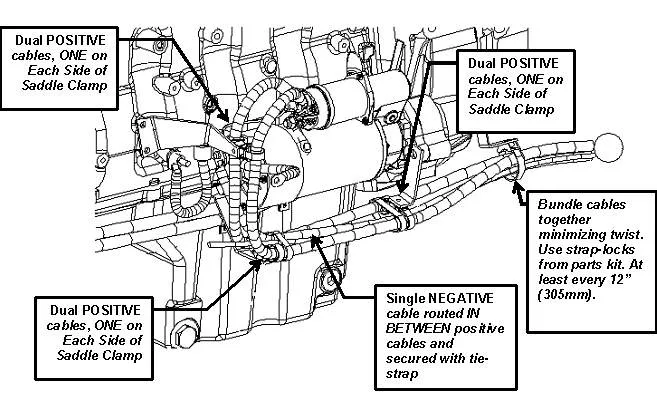 Dual POSITIVE
cables, ONE on
Each Side of
Saddle Clamp
Dual POSITIVE
cables, ONE on
Each Side of
Saddle Clamp
Bundle cables
together
minimizing twist.
Use strap-locks
from parts kit. At
least every 12”
(305mm).
Dual POSITIVE
cables, ONE on
Each Side of
Saddle Clamp
Single NEGATIVE
cable routed IN
BETWEEN positive
cables and
secured with tie-
strap